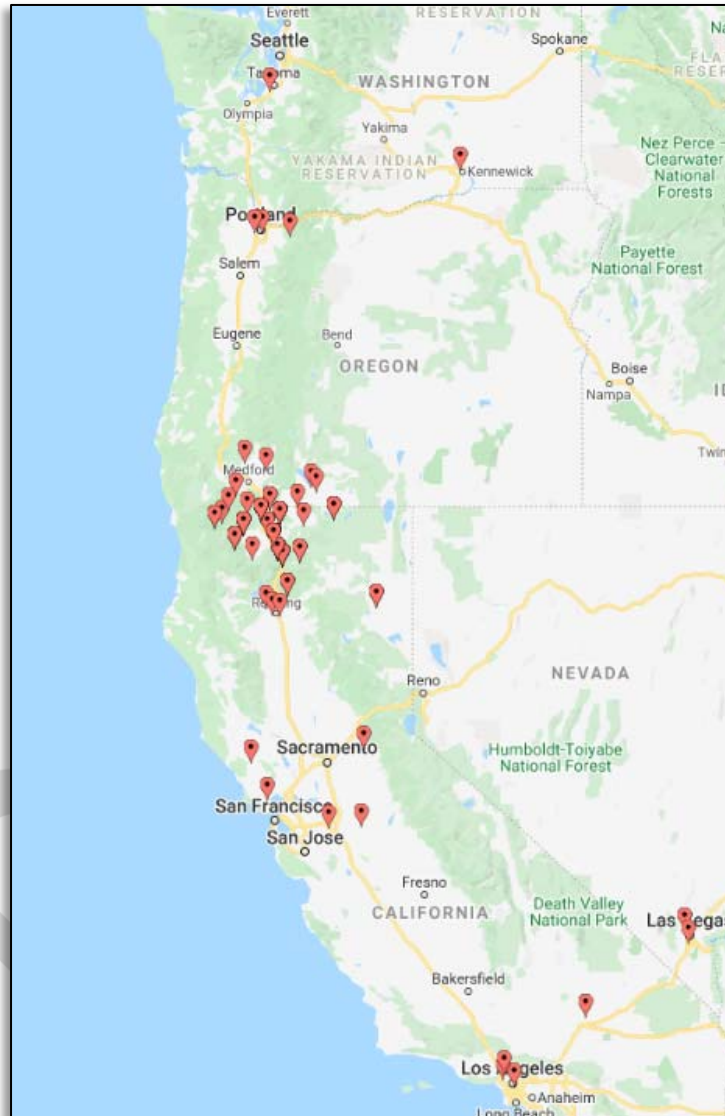 Everett
RESERVATION
Seattle
Spokane
Tacoma
WASHINGTON
Olympia
Yakima
YAKAMA INDIAN
RESERVATION
Kennewick
Nez Perce -
Clearwater
National
Forests
Portland
Salem
Payette
National Forest
Eugene
Bend
OREGON
Boise
Nampa
Twin
Medford
Redding
Reno
NEVADA
Sacramento
Humboldt-Toiyabe
National Forest
San Francisco
San Jose
Fresno
CALIFORNIA
Death Valley
National Park
Las Vegas
Bakersfield
Los Angeles
Anaheim
Long Beach